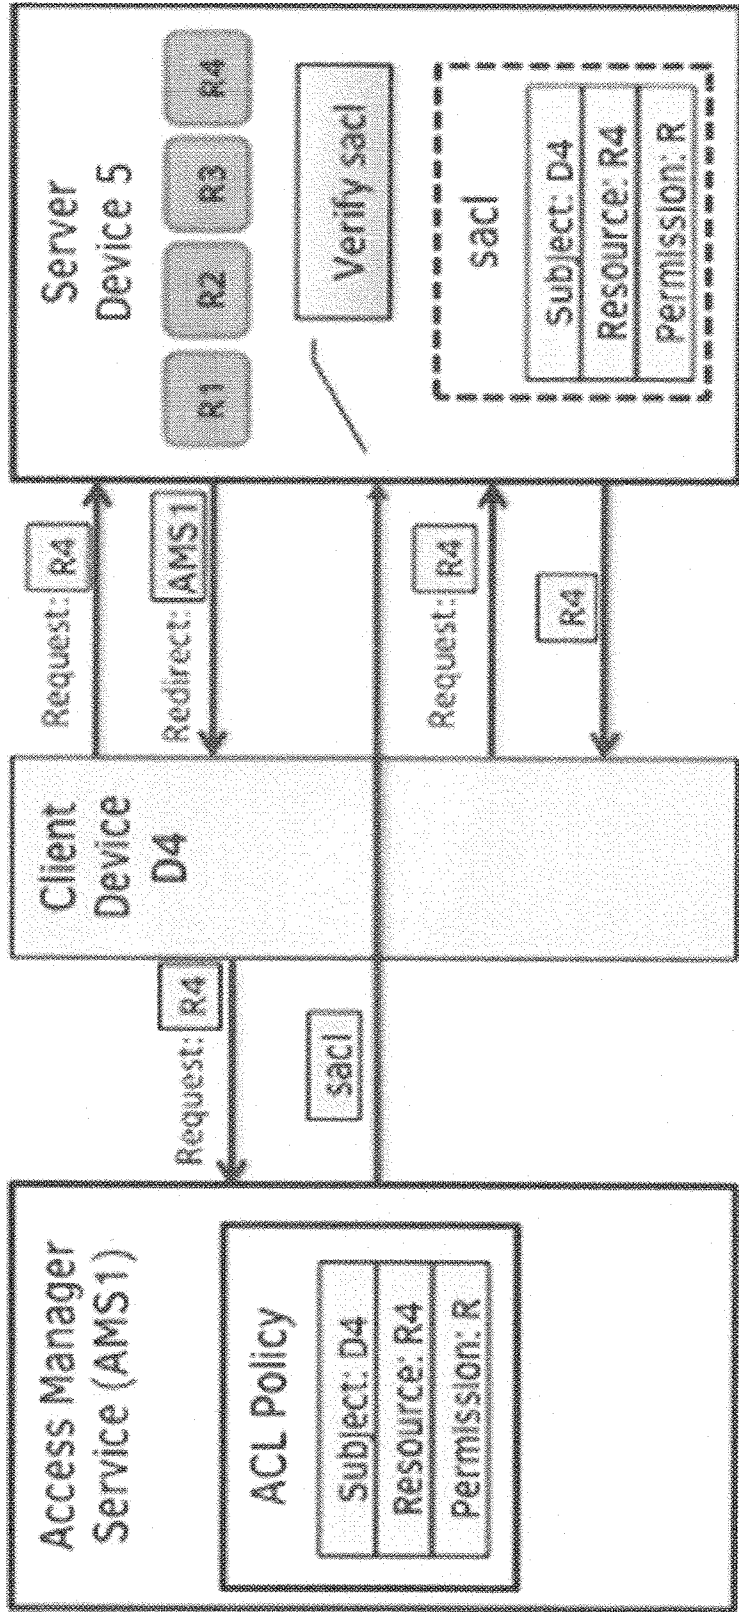 Access Manager
Service (AMS1)
ACL Policy
Subject: D4
Resource: R4
Permission: R
Request: R4
sacl
Client
Device
D4
Request: R4
Redirect: AMS1
Request: R4
R4
Server
Device 5
R1
R2
R3
R4
Verify sacl
sacl
Subject: D4
Resource: R4
Permission: R